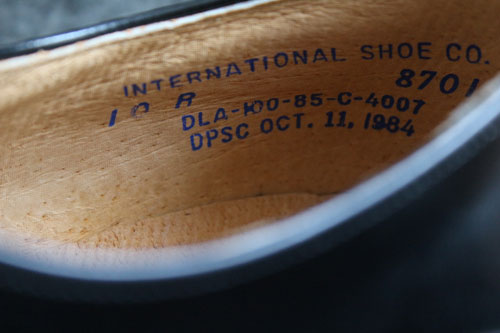 INTERNATIONAL SHOE CO.
10 R 8701
DLA-100-85-C-4007
DPSC OCT. 11, 1984